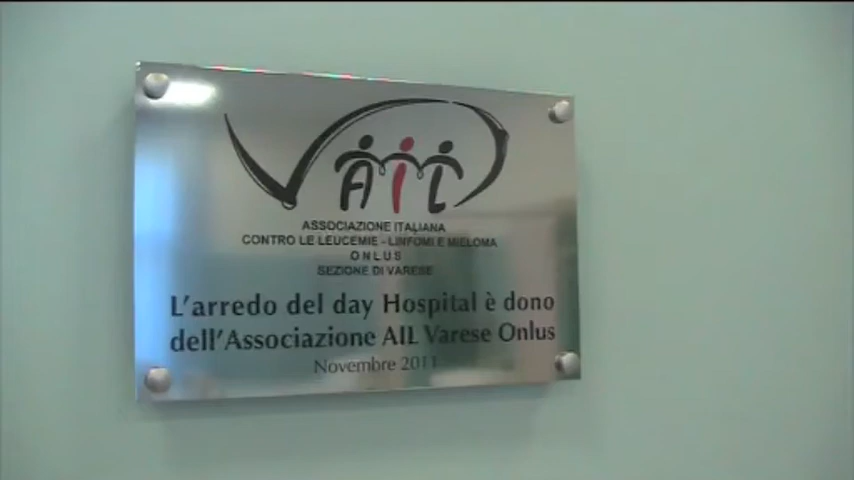 AIL
ASSOCIAZIONE ITALIANA
CONTRO LE LEUCEMIE - LINFOMI E MIELOMA
ONLUS
SEZIONE DI VARESE
L'arredo del day Hospital è dono
dell'Associazione AIL Varese Onlus
Novembre 2011